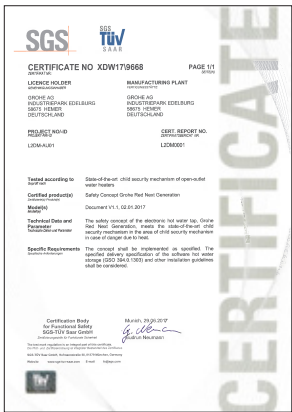 SGS
SGS
TÜV
SAAR
CERTIFICATE NO XDW17\9668
PAGE 1/1
LICENCE HOLDER
MANUFACTURING PLANT
GROHE AG
INDUSTRIEPARK EDELBURG
58675 HEMER
DEUTSCHLAND
GROHE AG
INDUSTRIEPARK EDELBURG
58675 HEMER
DEUTSCHLAND
PROJECT NO/-ID
CERT. REPORT NO.
L2DM-AU01
L2DM0001
Tested according to
State-of-the-art child security mechanism of open-outlet
water heaters
Certified product(s)
Safety Concept Grohe Red Next Generation
Model(s)
Document V1.1, 02.01.2017
Technical Data and
Parameter
The safety concept of the electronic hot water tap, Grohe
Red Next Generation, meets the state-of-the-art child
security mechanism in the area of child security mechanism
in case of danger due to heat.
Specific Requirements
The concept shall be implemented as specified. The
specified delivery specification of the software hot water
storage (GSO 394.0.1303) and other installation guidelines
shall be considered.
Certification Body
for Functional Safety
SGS-TÜV Saar GmbH
Munich, 29.05.2017
Gudrun Neumann
CERTIFICATE